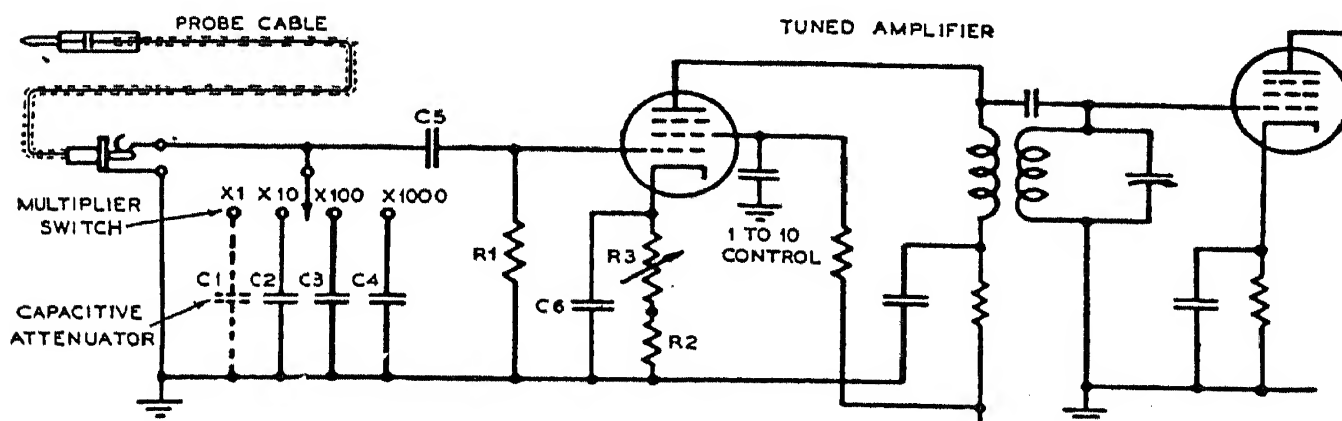 PROBE CABLE
TUNED AMPLIFIER
C5
MULTIPLIER
SWITCH
X1
X10
X100
X1000
CAPACITIVE
ATTENUATOR
C1
C2
C3
C4
R1
C6
R3
R2
1 TO 10
CONTROL